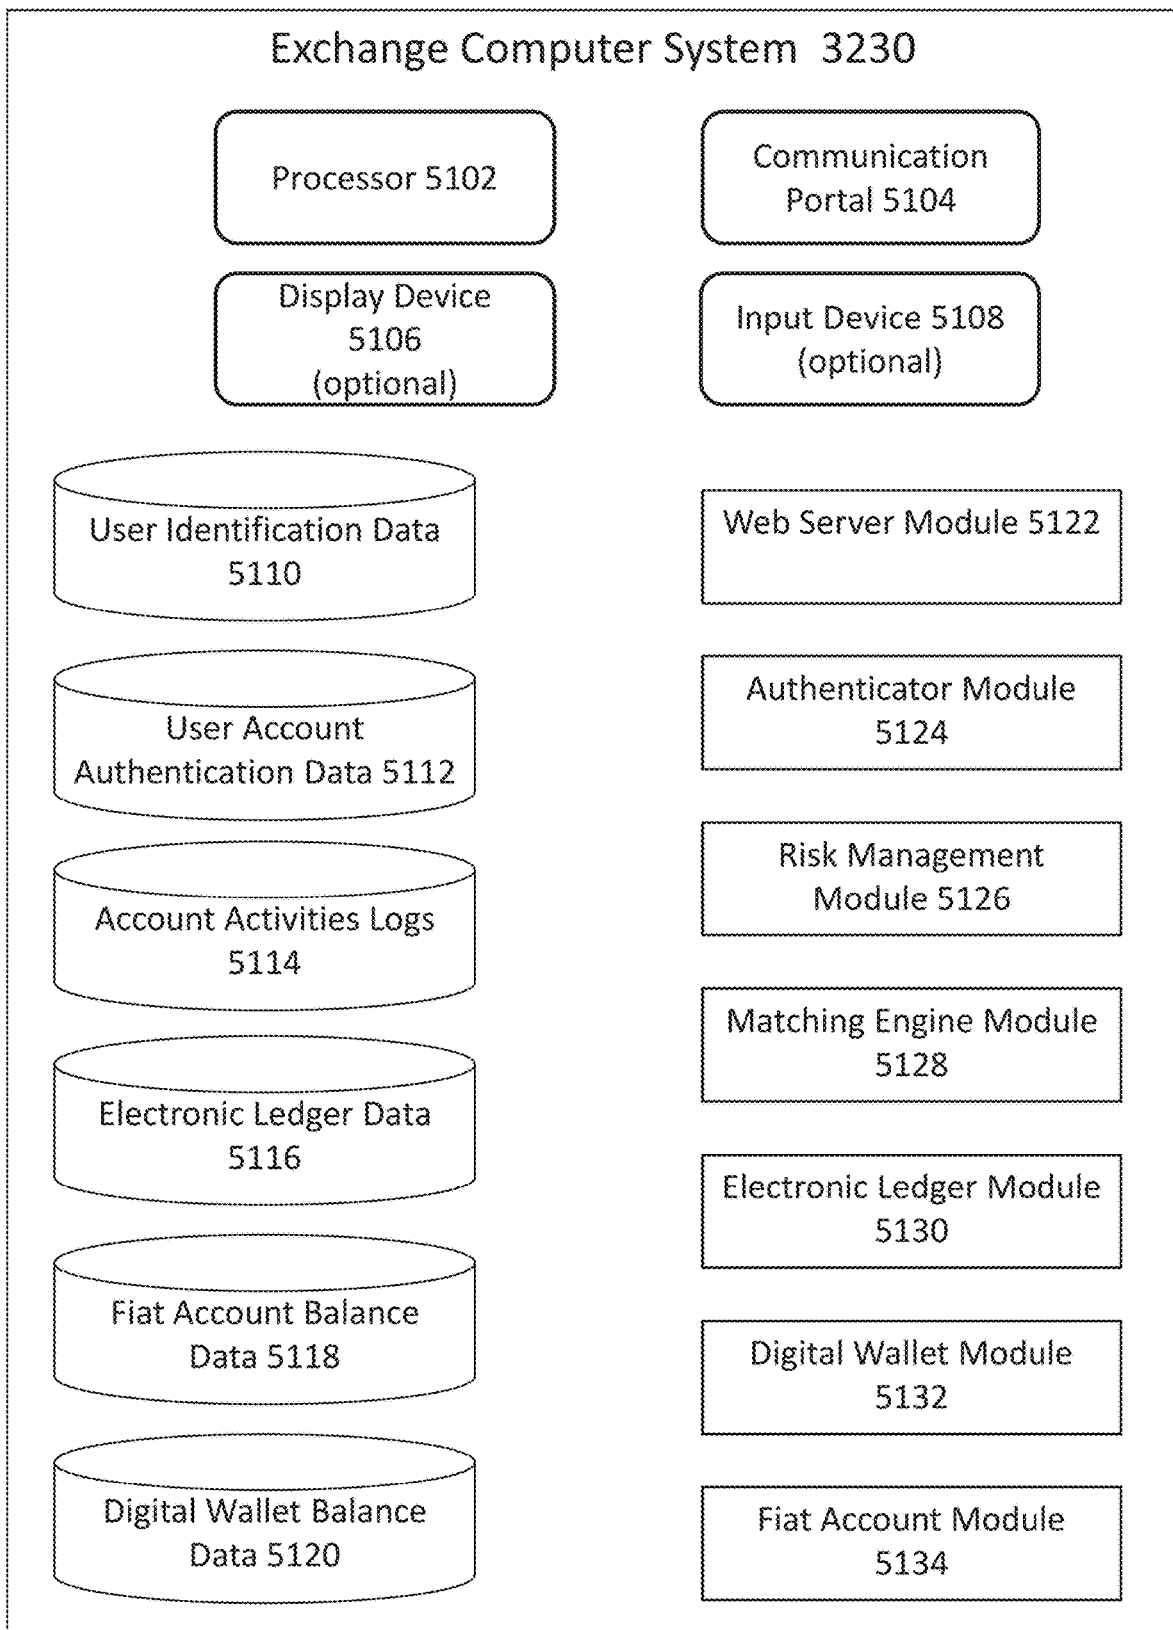 Exchange Computer System 3230
Processor 5102
Communication
Portal 5104
Display Device
5106
(optional)
Input Device 5108
(optional)
User Identification Data
5110
User Account
Authentication Data 5112
Account Activities Logs
5114
Electronic Ledger Data
5116
Fiat Account Balance
Data 5118
Digital Wallet Balance
Data 5120
Web Server Module 5122
Authenticator Module
5124
Risk Management
Module 5126
Matching Engine Module
5128
Electronic Ledger Module
5130
Digital Wallet Module
5132
Fiat Account Module
5134